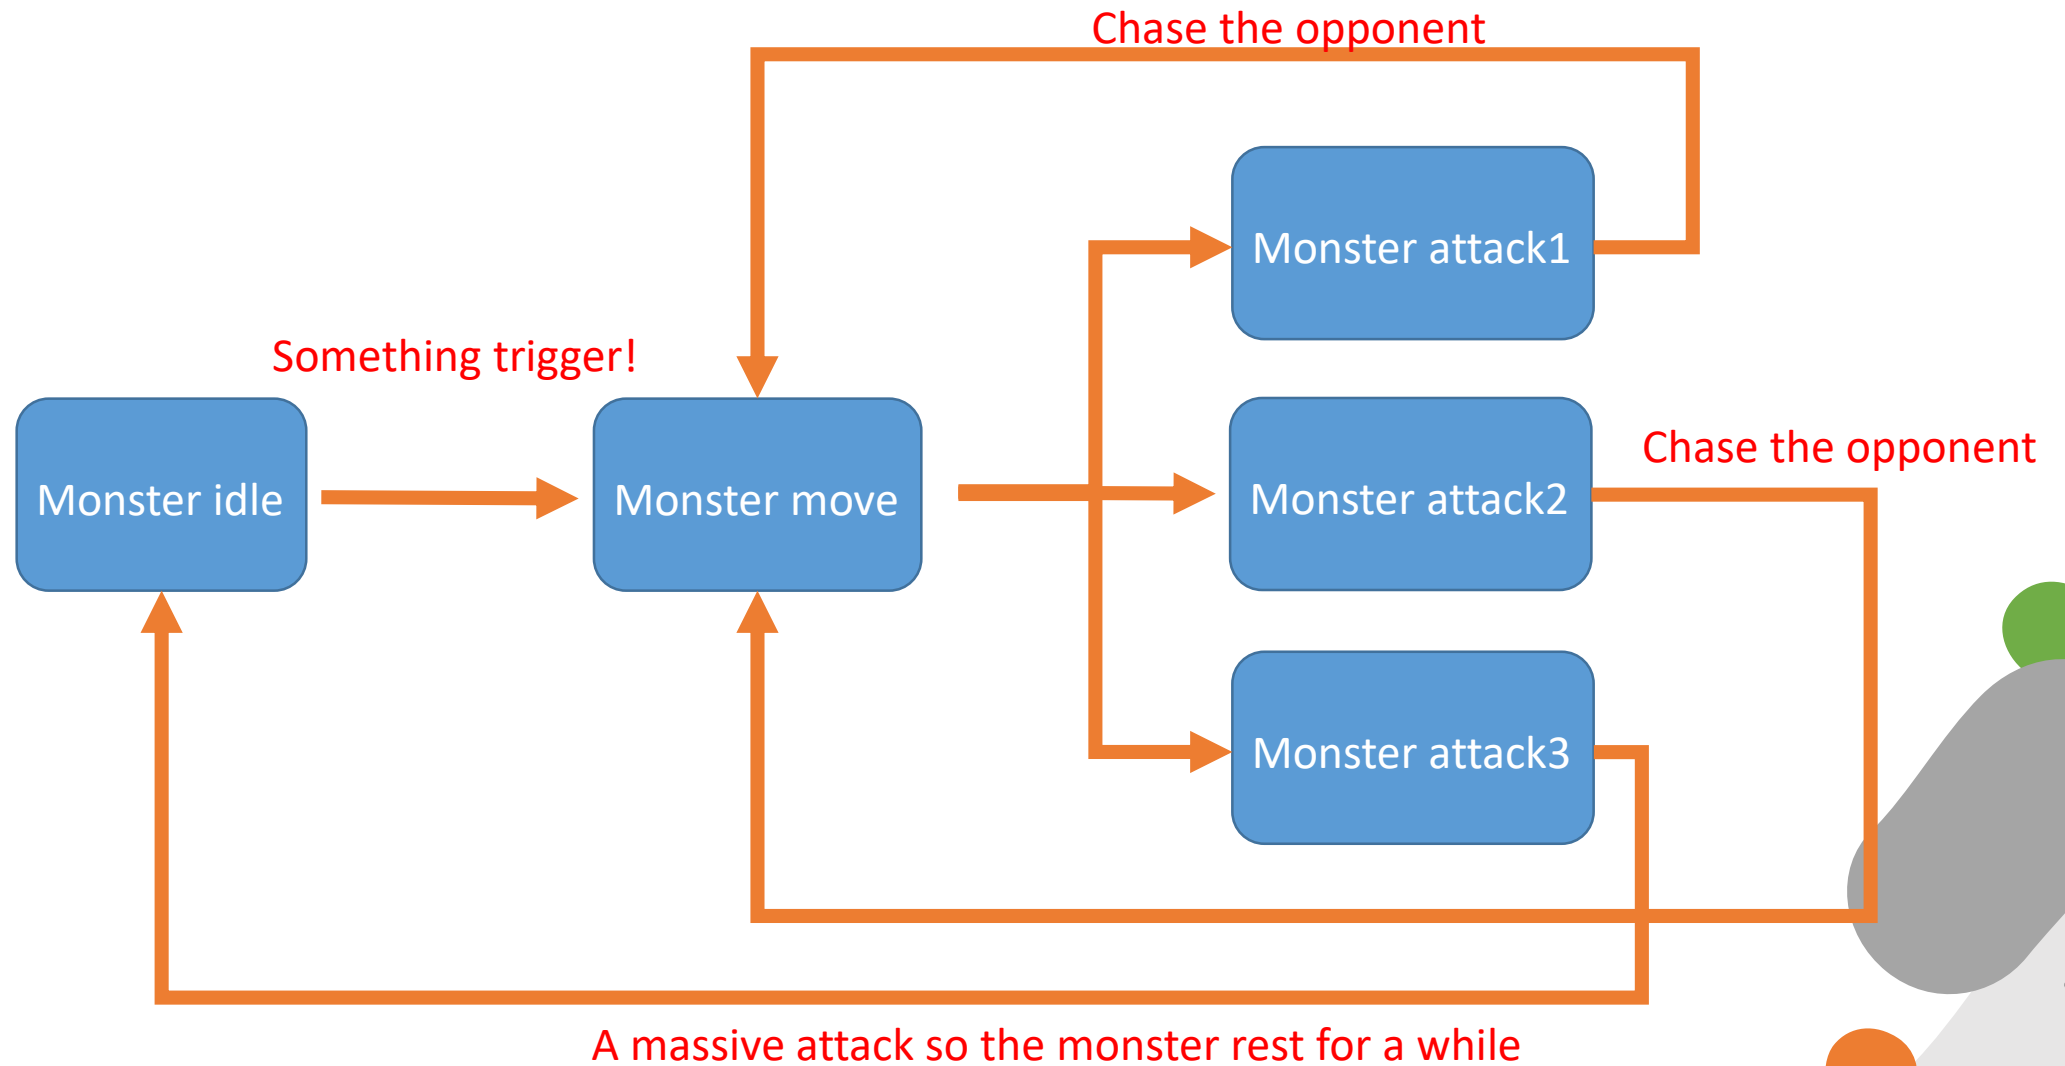 Chase the opponent
Monster attack1
Something trigger!
Monster idle
Monster move
Monster attack2
Chase the opponent
Monster attack3
A massive attack so the monster rest for a while